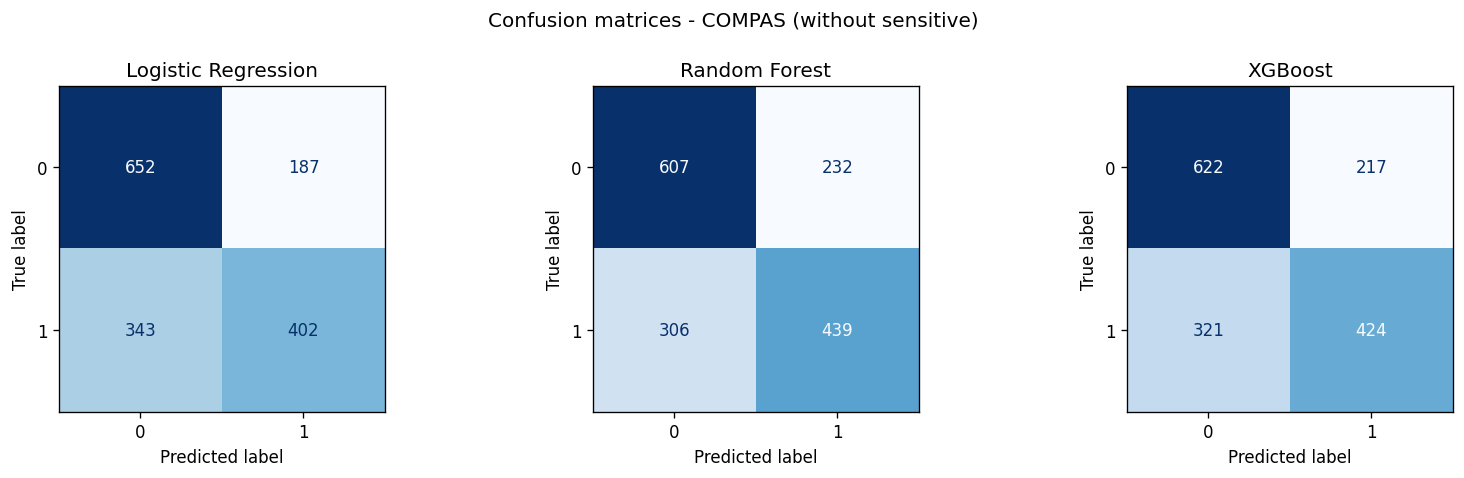 Confusion matrices - COMPAS (without sensitive)
Logistic Regression
0
652
187
1
343
402
True label
0
1
Predicted label
Random Forest
0
607
232
1
306
439
True label
0
1
Predicted label
XGBoost
0
622
217
1
321
424
True label
0
1
Predicted label